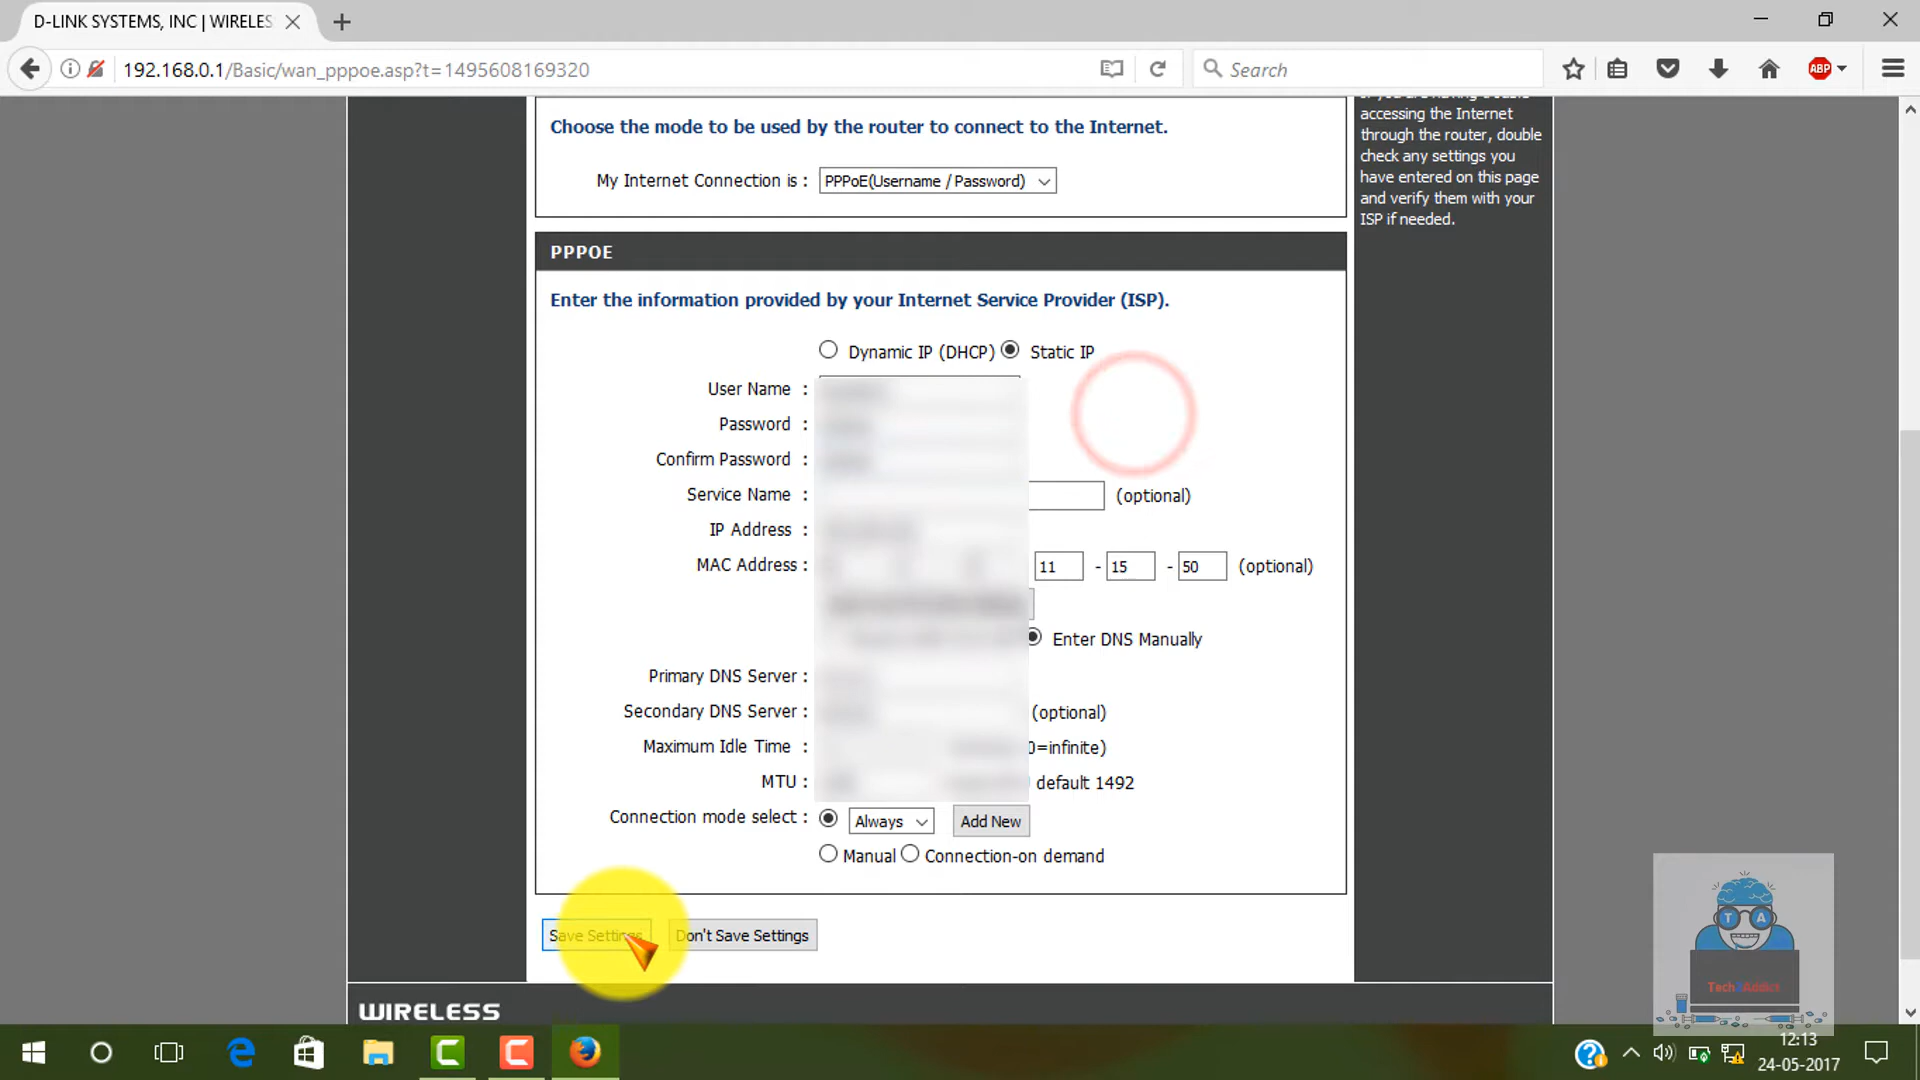 D-LINK SYSTEMS, INC | WIRELES
192.168.0.1/Basic/wan_pppoe.asp?t=1495608169320
Search
ABP
Choose the mode to be used by the router to connect to the Internet.
My Internet Connection is : PPPoE(Username / Password)
accessing the Internet
through the router, double
check any settings you
have entered on this page
and verify them with your
ISP if needed.
PPPOE
Enter the information provided by your Internet Service Provider (ISP).
Dynamic IP (DHCP) Static IP
User Name :
Password :
Confirm Password :
Service Name : (optional)
IP Address :
MAC Address : 11 - 15 - 50 (optional)
Enter DNS Manually
Primary DNS Server :
Secondary DNS Server : (optional)
Maximum Idle Time : 0=infinite)
MTU : default 1492
Connection mode select : Always Add New
Manual Connection-on demand
Save Settings Don't Save Settings
WIRELESS
T A
12:13
24-05-2017